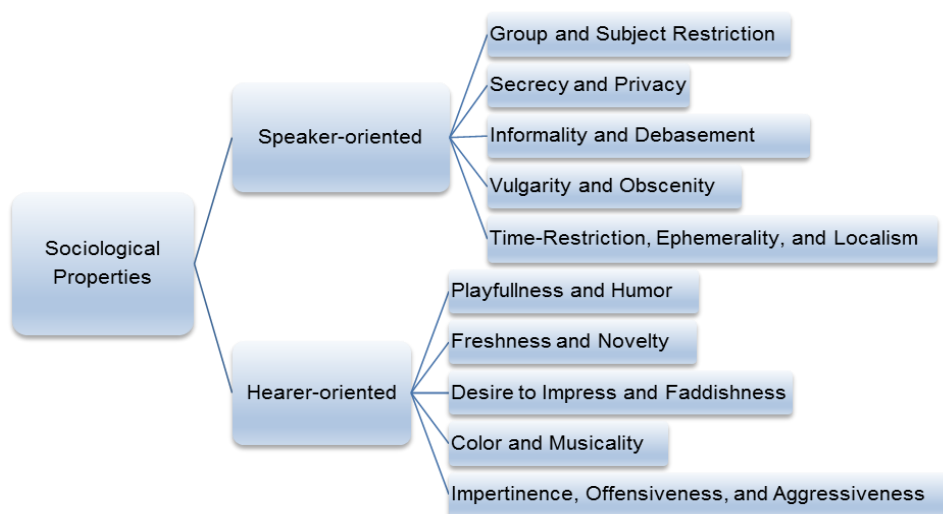 Sociological
Properties
Speaker-oriented
Group and Subject Restriction
Secrecy and Privacy
Informality and Debasement
Vulgarity and Obscenity
Time-Restriction, Ephemerality, and Localism
Hearer-oriented
Playfullness and Humor
Freshness and Novelty
Desire to Impress and Faddishness
Color and Musicality
Impertinence, Offensiveness, and Aggressiveness